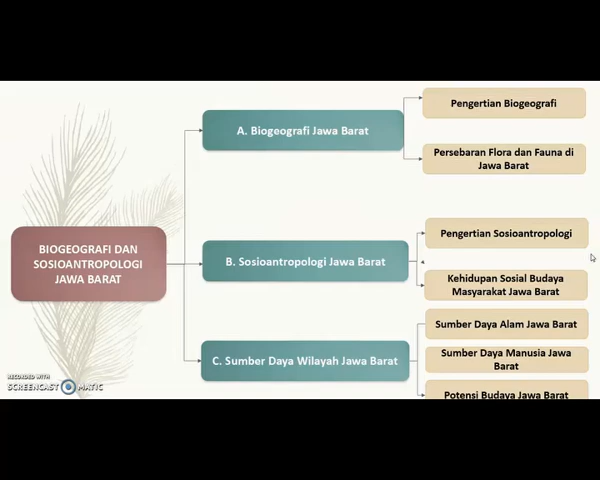 BIOGEOGRAFI DAN
SOSIOANTROPOLOGI
JAWA BARAT
A. Biogeografi Jawa Barat
Pengertian Biogeografi
Persebaran Flora dan Fauna di
Jawa Barat
B. Sosioantropologi Jawa Barat
Pengertian Sosioantropologi
Kehidupan Sosial Budaya
Masyarakat Jawa Barat
C. Sumber Daya Wilayah Jawa Barat
Sumber Daya Alam Jawa Barat
Sumber Daya Manusia Jawa
Barat
Potensi Budaya Jawa Barat
RECORDED WITH
SCREENCAST MATIC